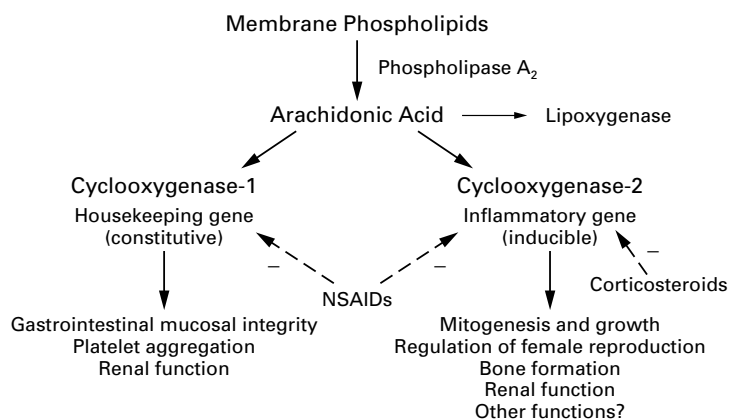 Membrane Phospholipids
Phospholipase A₂
Arachidonic Acid
Lipoxygenase
Cyclooxygenase-1
Housekeeping gene
(constitutive)
Cyclooxygenase-2
Inflammatory gene
(inducible)
–
–
–
NSAIDs
Corticosteroids
Gastrointestinal mucosal integrity
Platelet aggregation
Renal function
Mitogenesis and growth
Regulation of female reproduction
Bone formation
Renal function
Other functions?